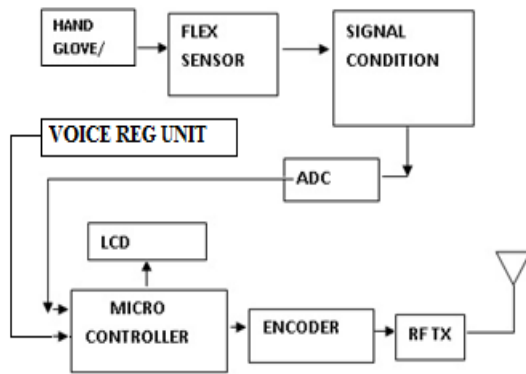 HAND
GLOVE/
FLEX
SENSOR
SIGNAL
CONDITION
VOICE REG UNIT
ADC
LCD
MICRO
CONTROLLER
ENCODER
RF TX